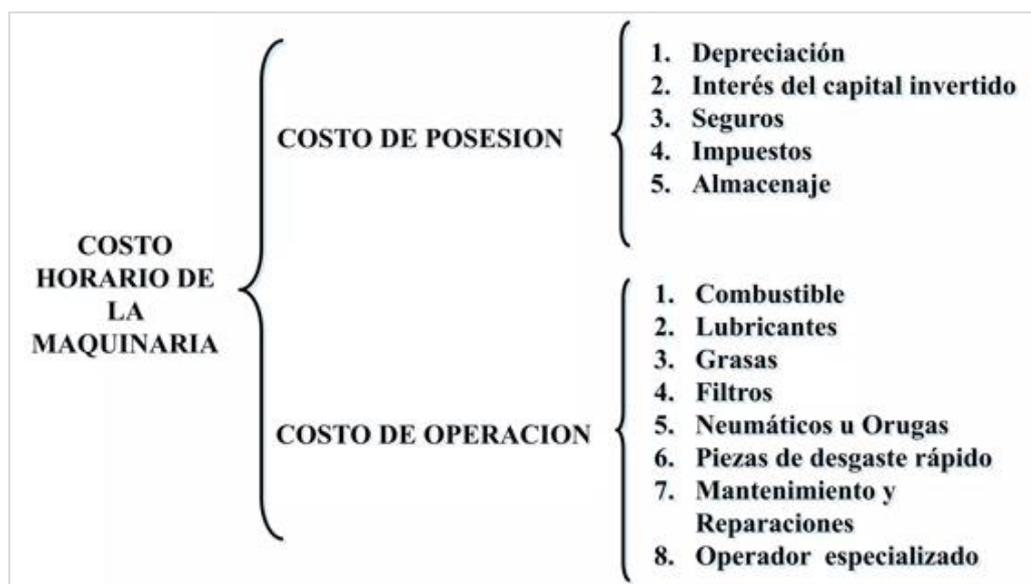 COSTO
HORARIO DE
LA
MAQUINARIA
COSTO DE POSESION
1. Depreciación
2. Interés del capital invertido
3. Seguros
4. Impuestos
5. Almacenaje
COSTO DE OPERACION
1. Combustible
2. Lubricantes
3. Grasas
4. Filtros
5. Neumáticos u Orugas
6. Piezas de desgaste rápido
7. Mantenimiento y
Reparaciones
8. Operador especializado